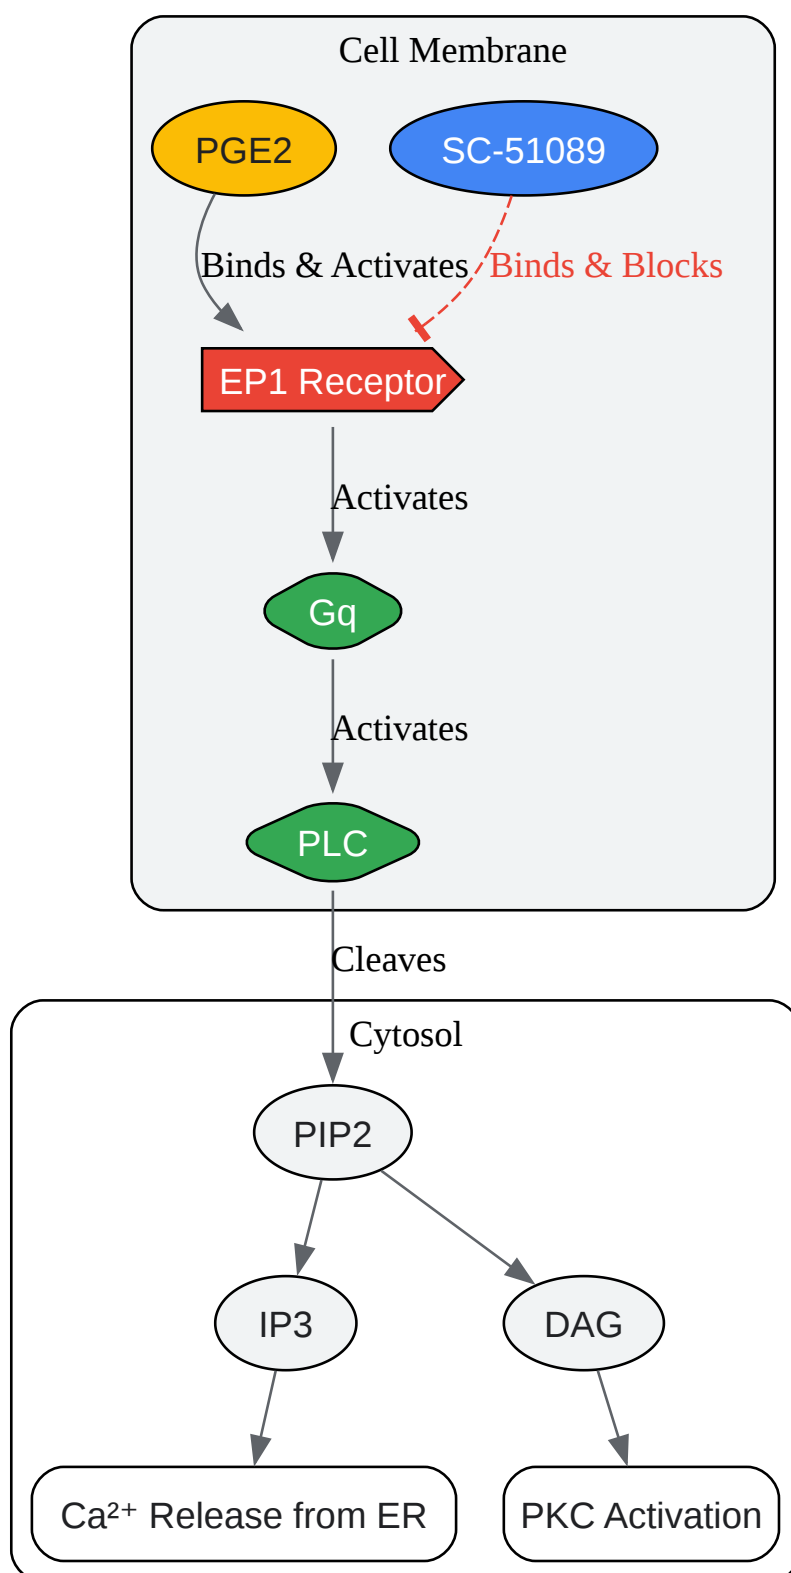 Cell Membrane
PGE2
SC-51089
Binds & Activates
Binds & Blocks
EP1 Receptor
Activates
Gq
Activates
PLC
Cleaves
Cytosol
PIP2
IP3
DAG
Ca²⁺ Release from ER
PKC Activation